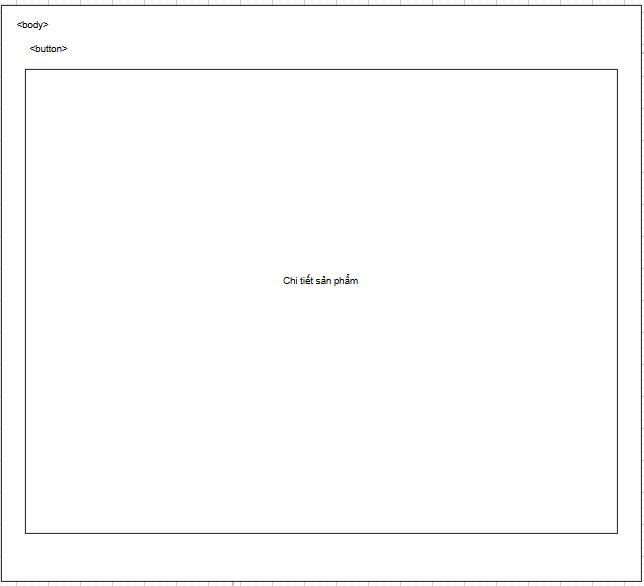 <body>
<button>
Chi tiết sản phẩm